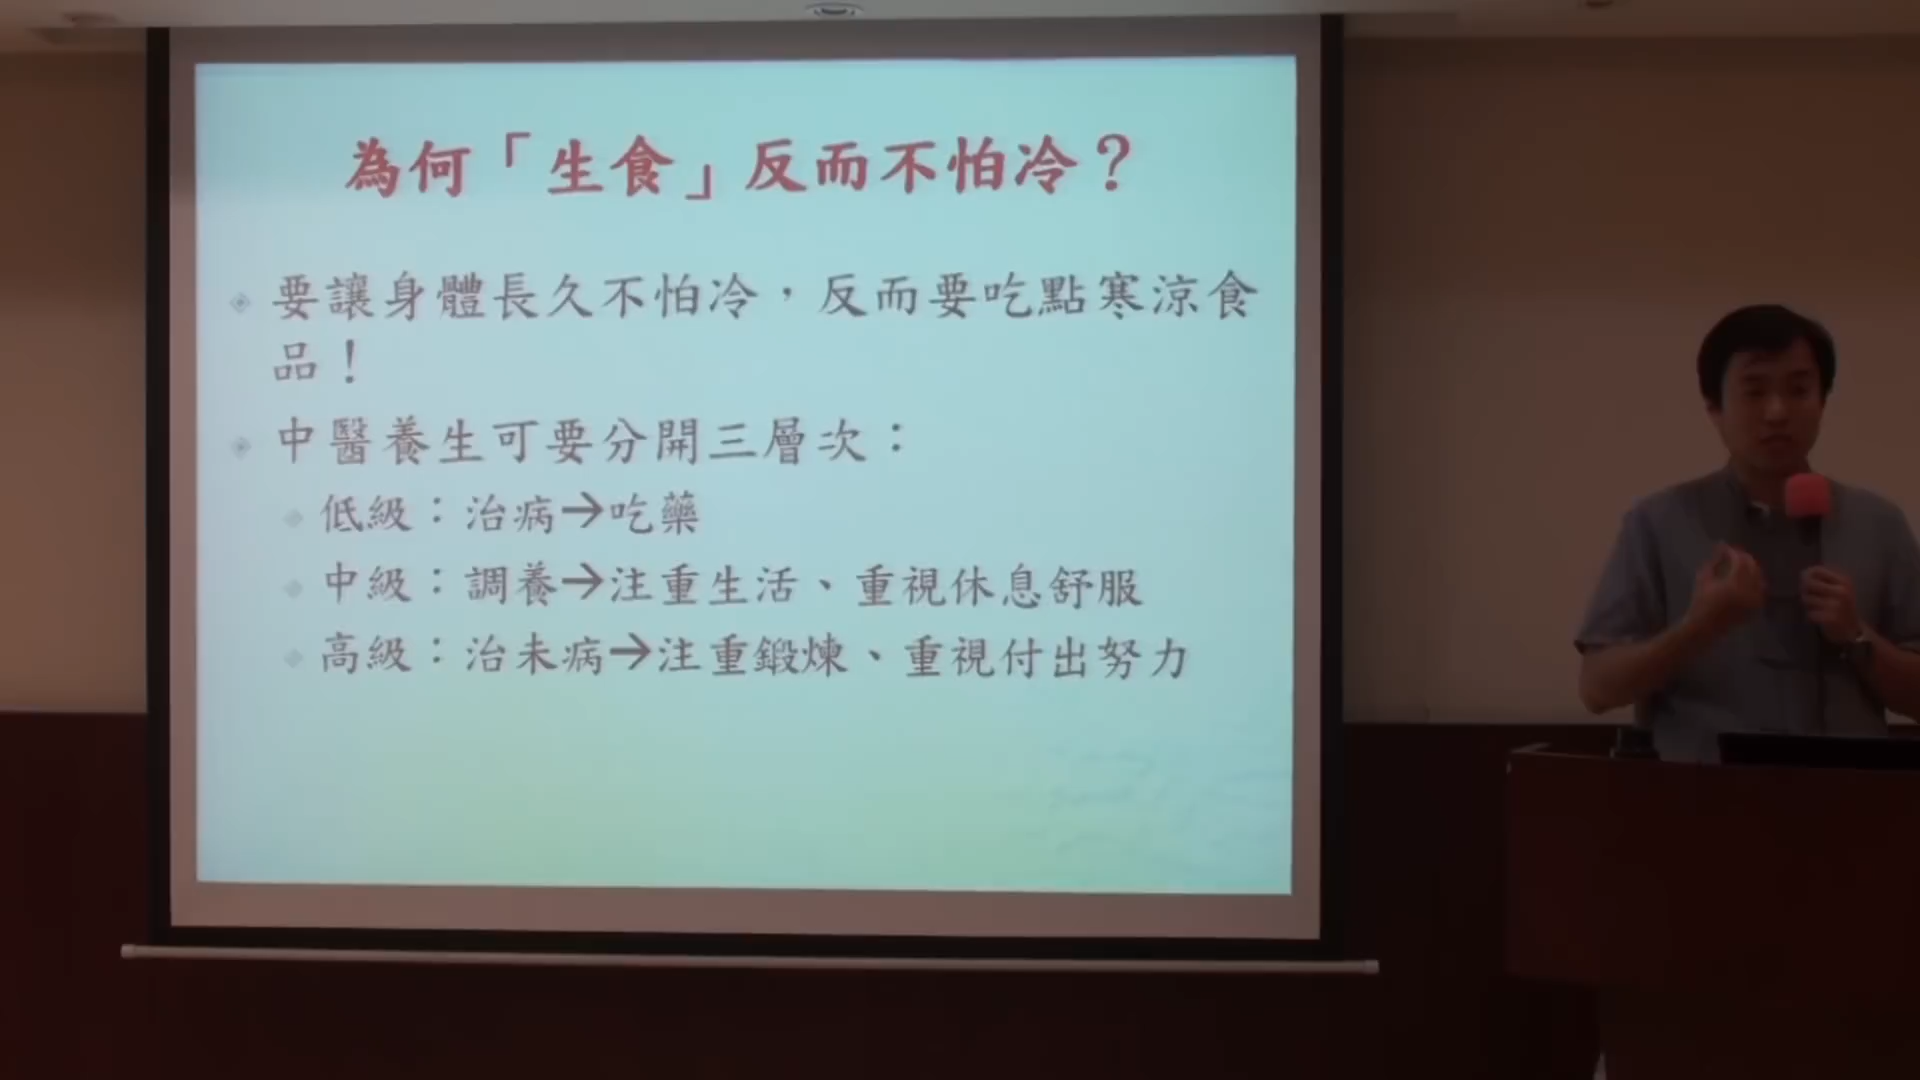 為何「生食」反而不怕冷？
要讓身體長久不怕冷，反而要吃點寒涼食
品！
中醫養生可要分開三層次：
低級：治病→吃藥
中級：調養→注重生活、重視休息舒服
高級：治未病→注重鍛煉、重視付出努力